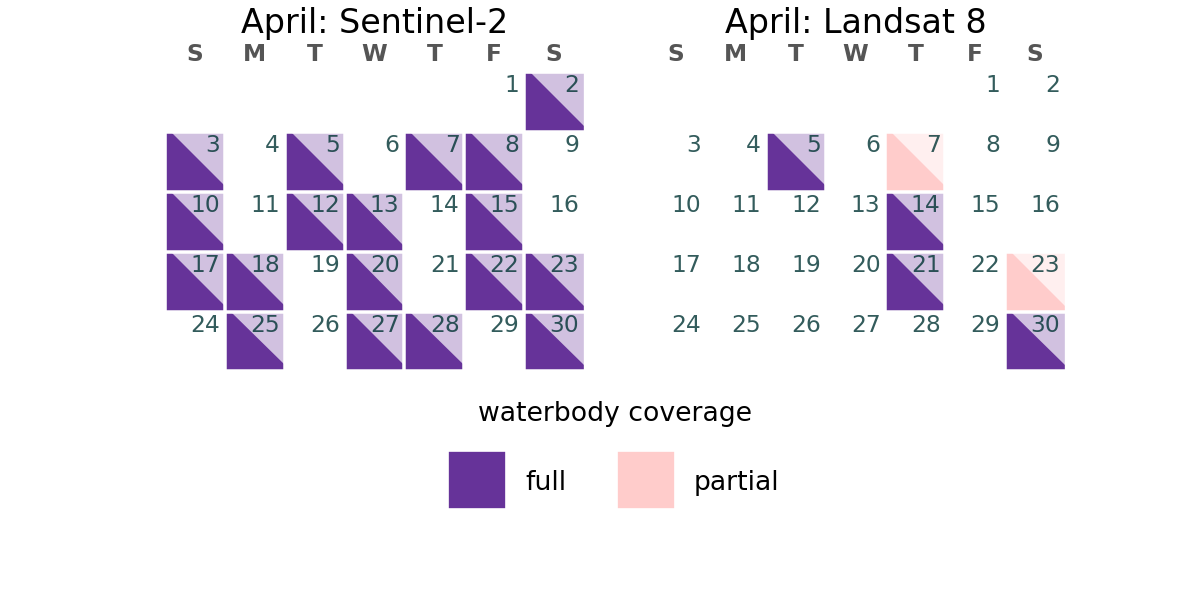 April: Sentinel-2
S M T W T F S
1 2
3 4 5 6 7 8 9
10 11 12 13 14 15 16
17 18 19 20 21 22 23
24 25 26 27 28 29 30
April: Landsat 8
S M T W T F S
1 2
3 4 5 6 7 8 9
10 11 12 13 14 15 16
17 18 19 20 21 22 23
24 25 26 27 28 29 30
waterbody coverage
full
partial